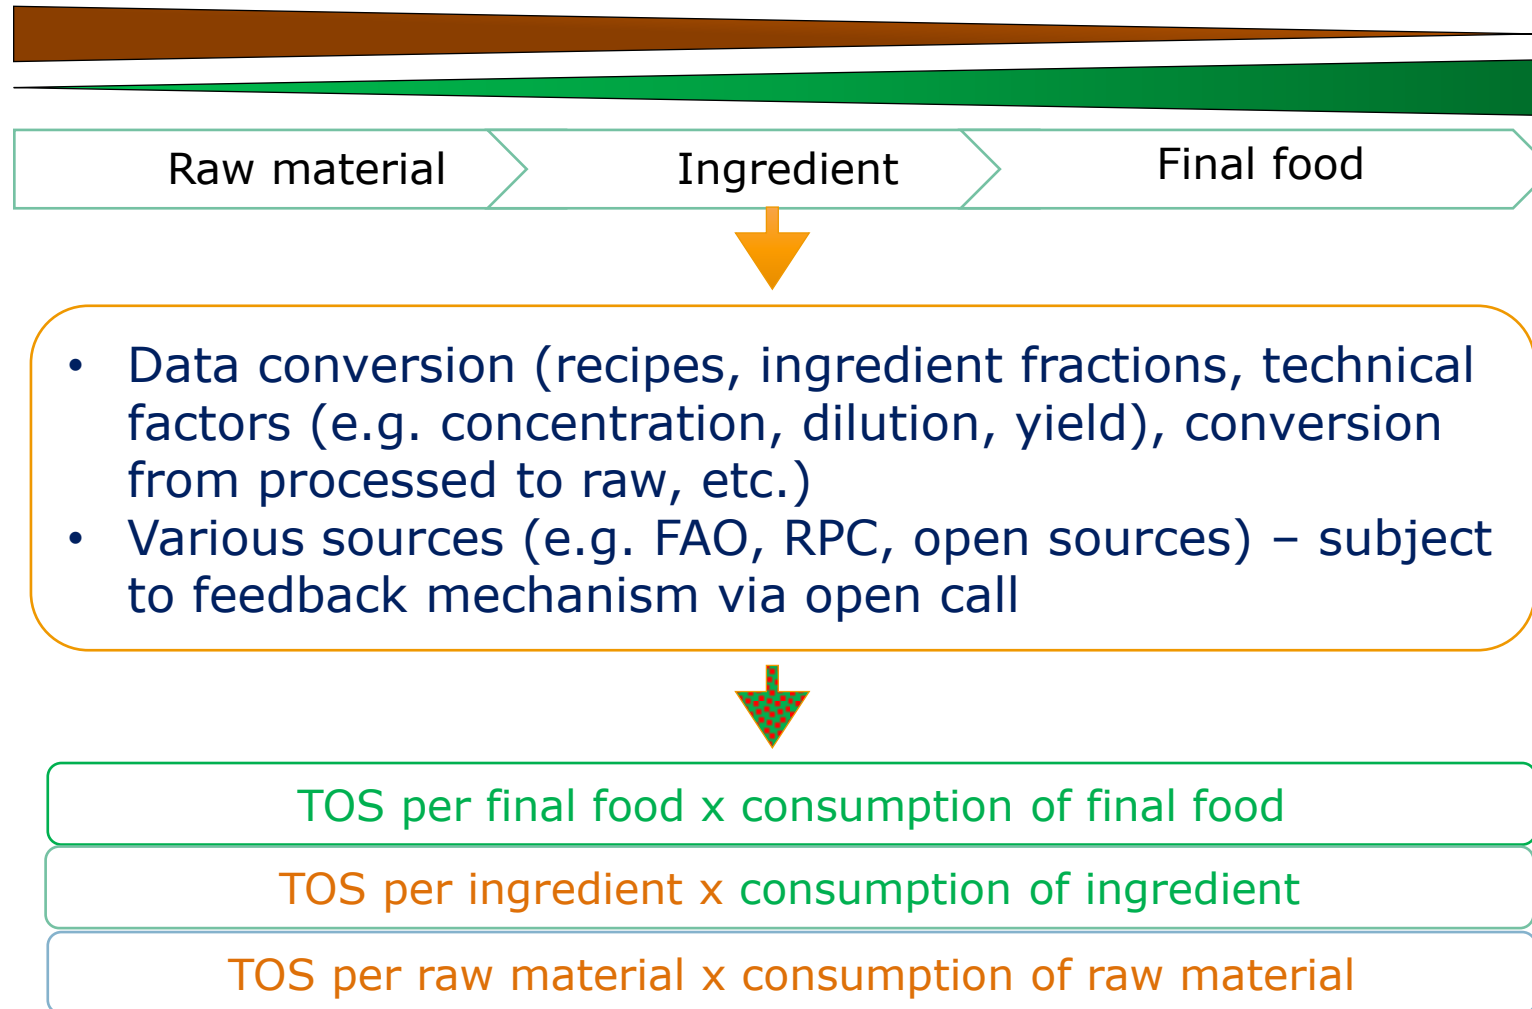 Raw material Ingredient Final food
• Data conversion (recipes, ingredient fractions, technical
factors (e.g. concentration, dilution, yield), conversion
from processed to raw, etc.)
• Various sources (e.g. FAO, RPC, open sources) – subject
to feedback mechanism via open call
TOS per final food x consumption of final food
TOS per ingredient x consumption of ingredient
TOS per raw material x consumption of raw material